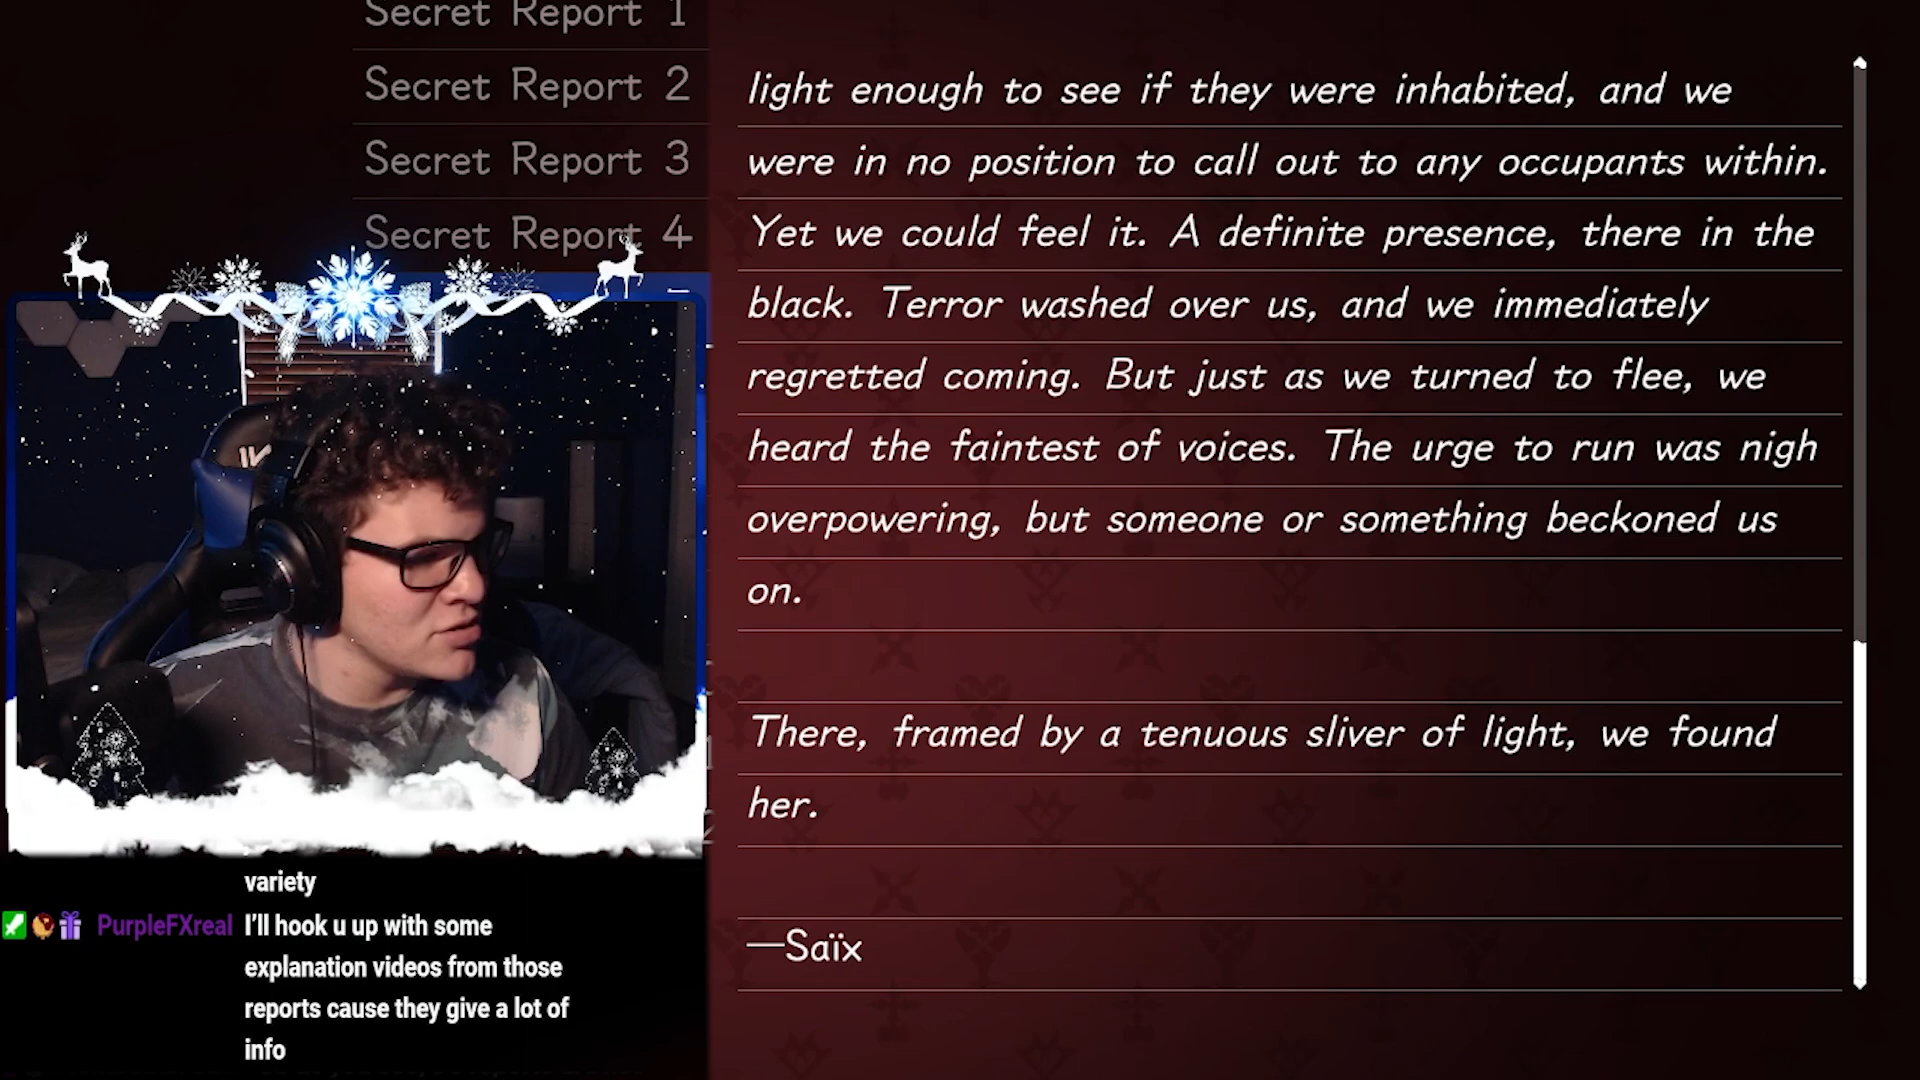 Secret Report 1
Secret Report 2
Secret Report 3
Secret Report 4
light enough to see if they were inhabited, and we
were in no position to call out to any occupants within.
Yet we could feel it. A definite presence, there in the
black. Terror washed over us, and we immediately
regretted coming. But just as we turned to flee, we
heard the faintest of voices. The urge to run was nigh
overpowering, but someone or something beckoned us
on.
There, framed by a tenuous sliver of light, we found
her.
—Saïx
variety
PurpleFXreal I'll hook u up with some
explanation videos from those
reports cause they give a lot of
info